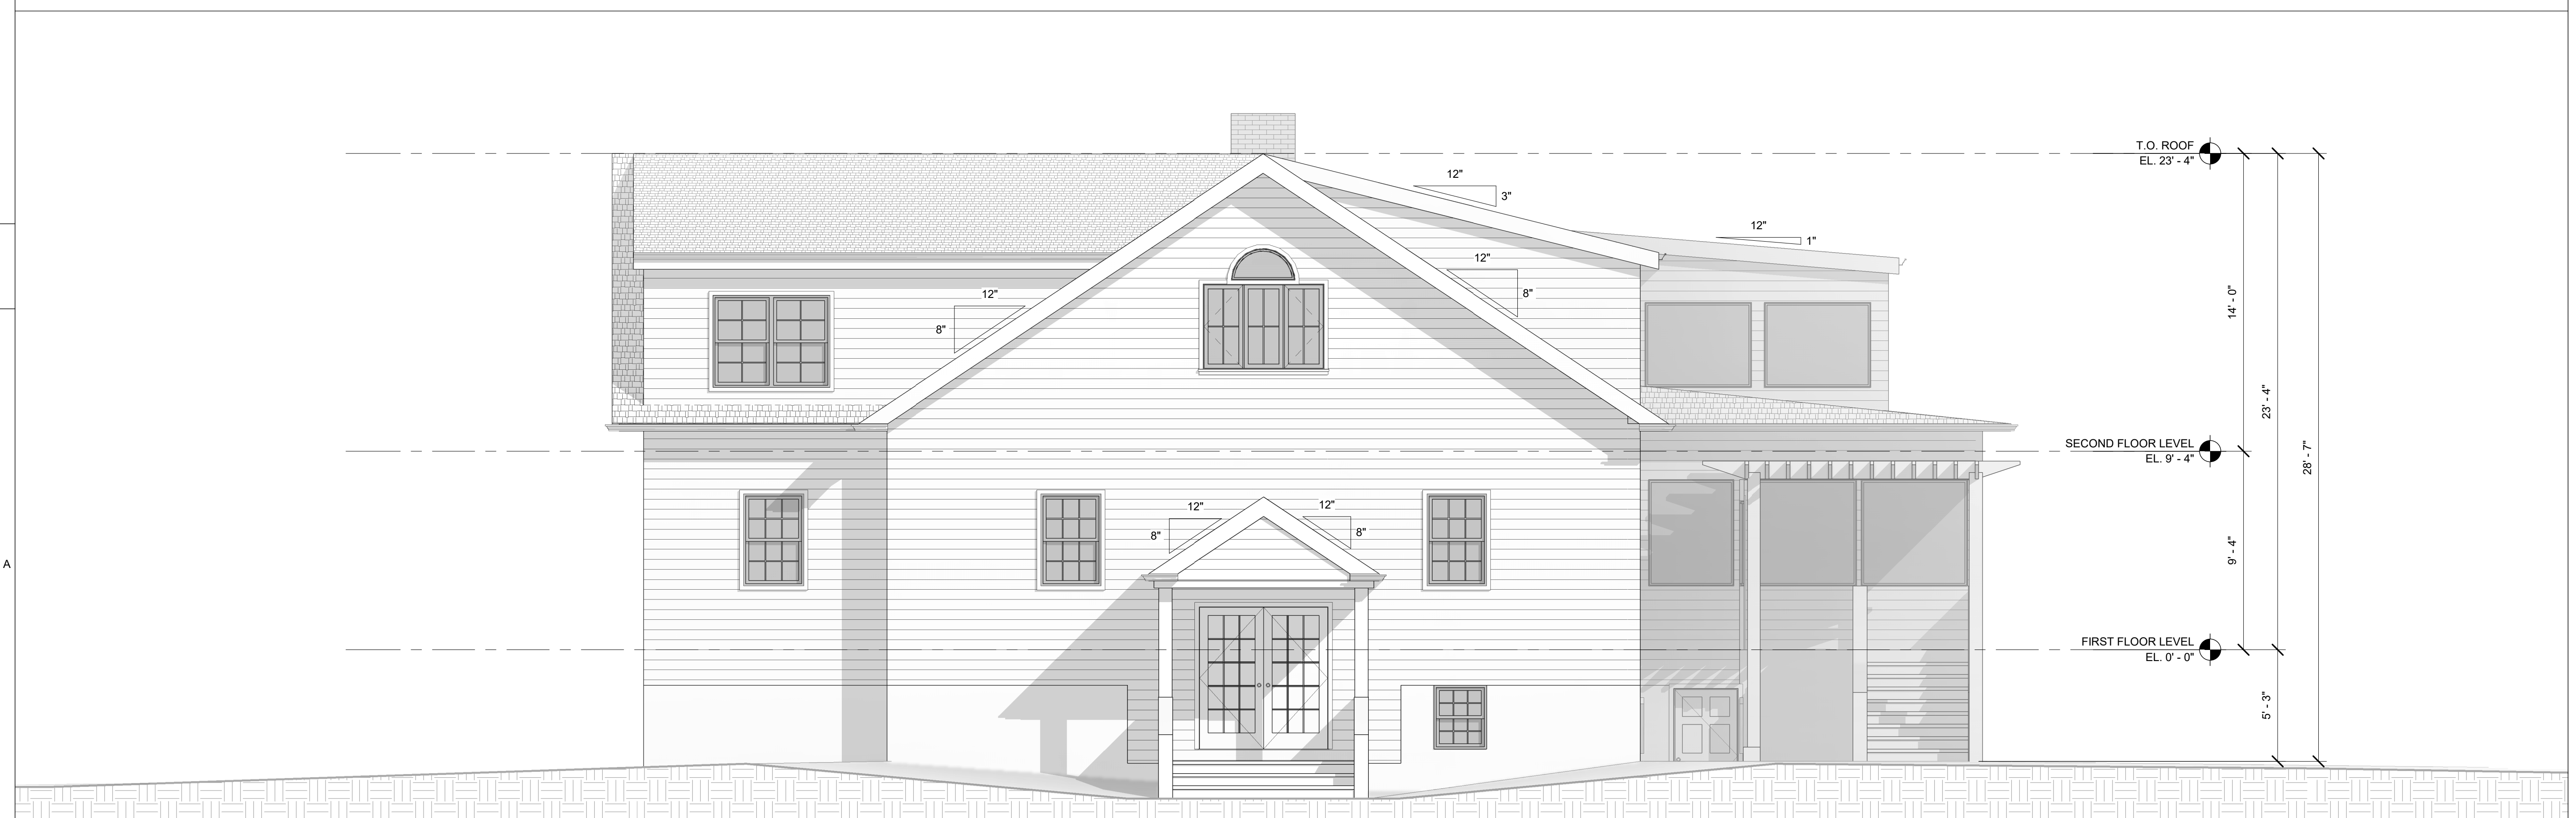 T.O. ROOF
EL. 23' - 4"
12"
3"
12"
1"
12"
8"
12"
8"
14' - 0"
23' - 4"
28' - 7"
SECOND FLOOR LEVEL
EL. 9' - 4"
12"
8"
12"
8"
9' - 4"
A
FIRST FLOOR LEVEL
EL. 0' - 0"
5' - 3"